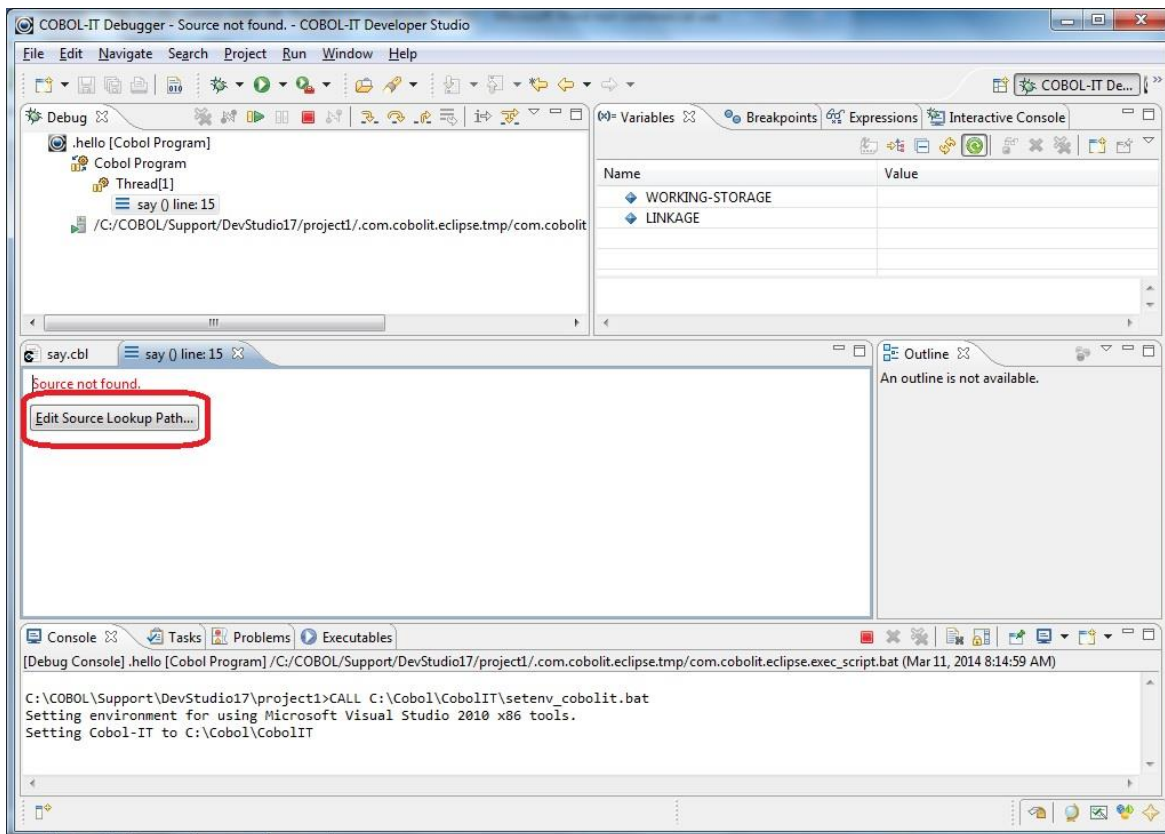 COBOL-IT Debugger - Source not found. - COBOL-IT Developer Studio
File Edit Navigate Search Project Run Window Help
COBOL-IT De...
Debug
(x)= Variables Breakpoints Expressions Interactive Console
.hello [Cobol Program]
Cobol Program
Thread[1]
say () line: 15
/C:/COBOL/Support/DevStudio17/project1/.com.cobolit.eclipse.tmp/com.cobolit
Name Value
WORKING-STORAGE
LINKAGE
say.cbl say () line: 15
Outline
Source not found.
Edit Source Lookup Path...
An outline is not available.
Console Tasks Problems Executables
[Debug Console] .hello [Cobol Program] /C:/COBOL/Support/DevStudio17/project1/.com.cobolit.eclipse.tmp/com.cobolit.eclipse.exec_script.bat (Mar 11, 2014 8:14:59 AM)
C:\COBOL\Support\DevStudio17\project1>CALL C:\Cobol\CobolIT\setenv_cobolit.bat
Setting environment for using Microsoft Visual Studio 2010 x86 tools.
Setting Cobol-IT to C:\Cobol\CobolIT